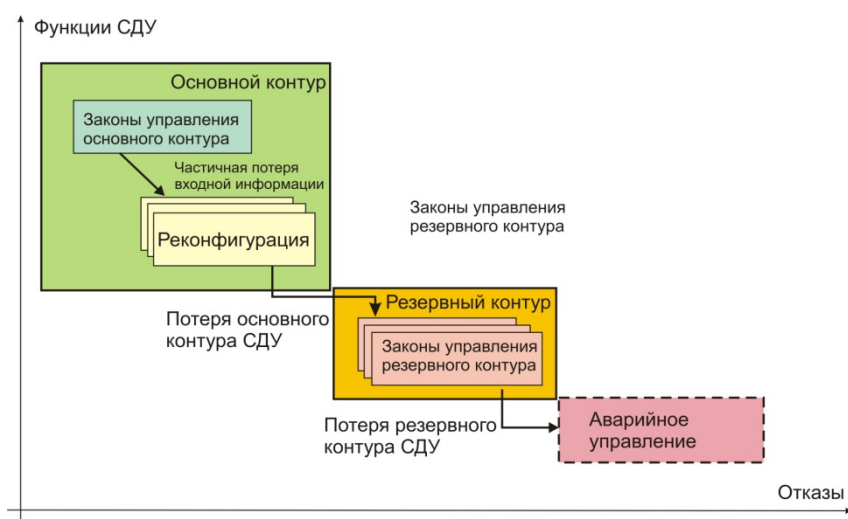 Функции СДУ
Основной контур
Законы управления
основного контура
Частичная потеря
входной информации
Реконфигурация
Законы управления
резервного контура
Потеря основного
контура СДУ
Резервный контур
Законы управления
резервного контура
Потеря резервного
контура СДУ
Аварийное
управление
Отказы